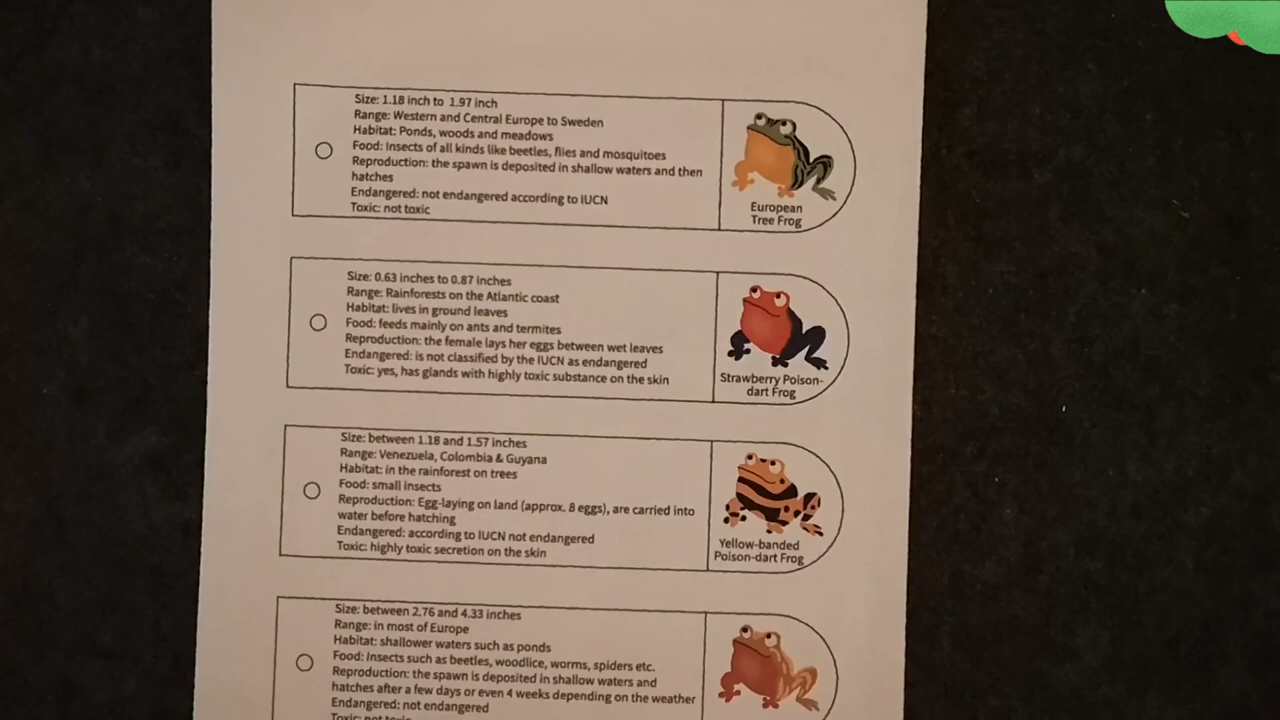 Size: 1.18 inch to 1.97 inch
Range: Western and Central Europe to Sweden
Habitat: Ponds, woods and meadows
Food: Insects of all kinds like beetles, flies and mosquitoes
Reproduction: the spawn is deposited in shallow waters and then
hatches
Endangered: not endangered according to IUCN
Toxic: not toxic
European
Tree Frog
Size: 0.63 inches to 0.87 inches
Range: Rainforests on the Atlantic coast
Habitat: lives in ground leaves
Food: feeds mainly on ants and termites
Reproduction: the female lays her eggs between wet leaves
Endangered: is not classified by the IUCN as endangered
Toxic: yes, has glands with highly toxic substance on the skin
Strawberry Poison-
dart Frog
Size: between 1.18 and 1.57 inches
Range: Venezuela, Colombia & Guyana
Habitat: in the rainforest on trees
Food: small insects
Reproduction: Egg-laying on land (approx. 8 eggs), are carried into
water before hatching
Endangered: according to IUCN not endangered
Toxic: highly toxic secretion on the skin
Yellow-banded
Poison-dart Frog
Size: between 2.76 and 4.33 inches
Range: in most of Europe
Habitat: shallower waters such as ponds
Food: Insects such as beetles, woodlice, worms, spiders etc.
Reproduction: the spawn is deposited in shallow waters and
hatches after a few days or even 4 weeks depending on the weather
Endangered: not endangered
Toxic: not toxic